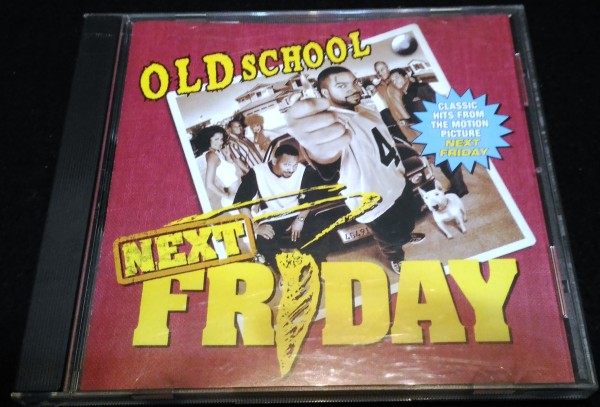 OLD SCHOOL
CLASSIC
HITS FROM
THE MOTION
PICTURE
NEXT
FRIDAY
NEXT
FRIDAY